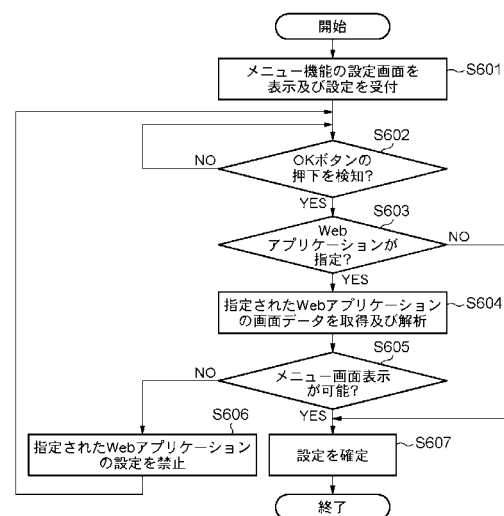 開始
メニュー機能の設定画面を
表示及び設定を受付
S601
S602
OKボタンの
押下を検知?
NO
YES
S603
Web
アプリケーションが
指定?
NO
YES
指定されたWebアプリケーション
の画面データを取得及び解析
S604
S605
メニュー画面表示
が可能?
NO
YES
S606
指定されたWebアプリケーション
の設定を禁止
S607
設定を確定
終了